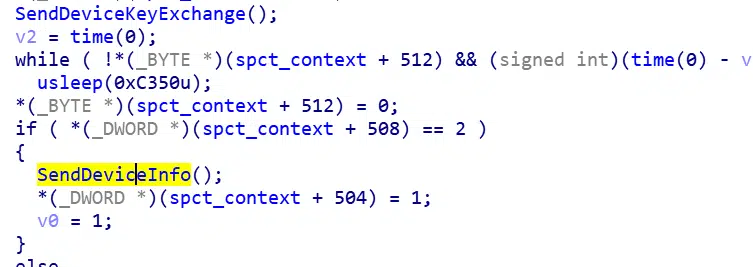 SendDeviceKeyExchange();
v2 = time(0);
while ( !*(_BYTE *)(spct_context + 512) && (signed int)(time(0) - v
usleep(0xC350u);
*(_BYTE *)(spct_context + 512) = 0;
if ( *(_DWORD *)(spct_context + 508) == 2 )
{
SendDeviceInfo();
*(_DWORD *)(spct_context + 504) = 1;
v0 = 1;
}
else